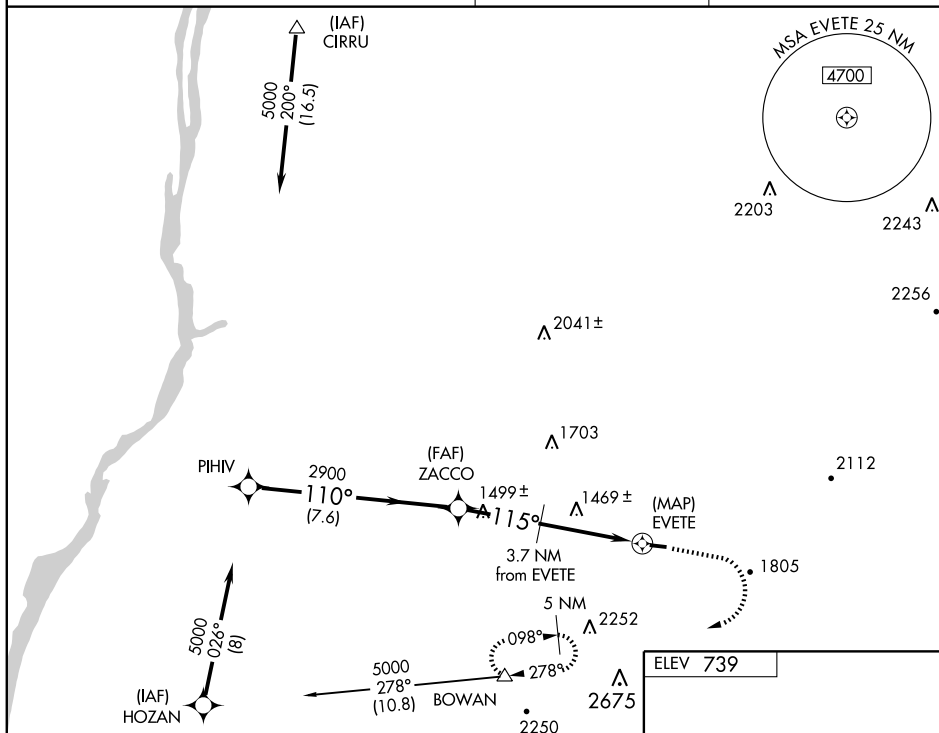 (IAF)
CIRRU
5000
200°
(16.5)
MSA EVETE 25 NM
4700
2203
2243
2256
2041±
1703
2112
PIHIV
2900
110°
(7.6)
(FAF)
ZACCO
1499±
115°
1469±
(MAP)
EVETE
3.7 NM
from EVETE
1805
5000
026°
(8)
(IAF)
HOZAN
5 NM
098°
278°
2252
5000
278°
(10.8)
BOWAN
2250
2675
ELEV 739